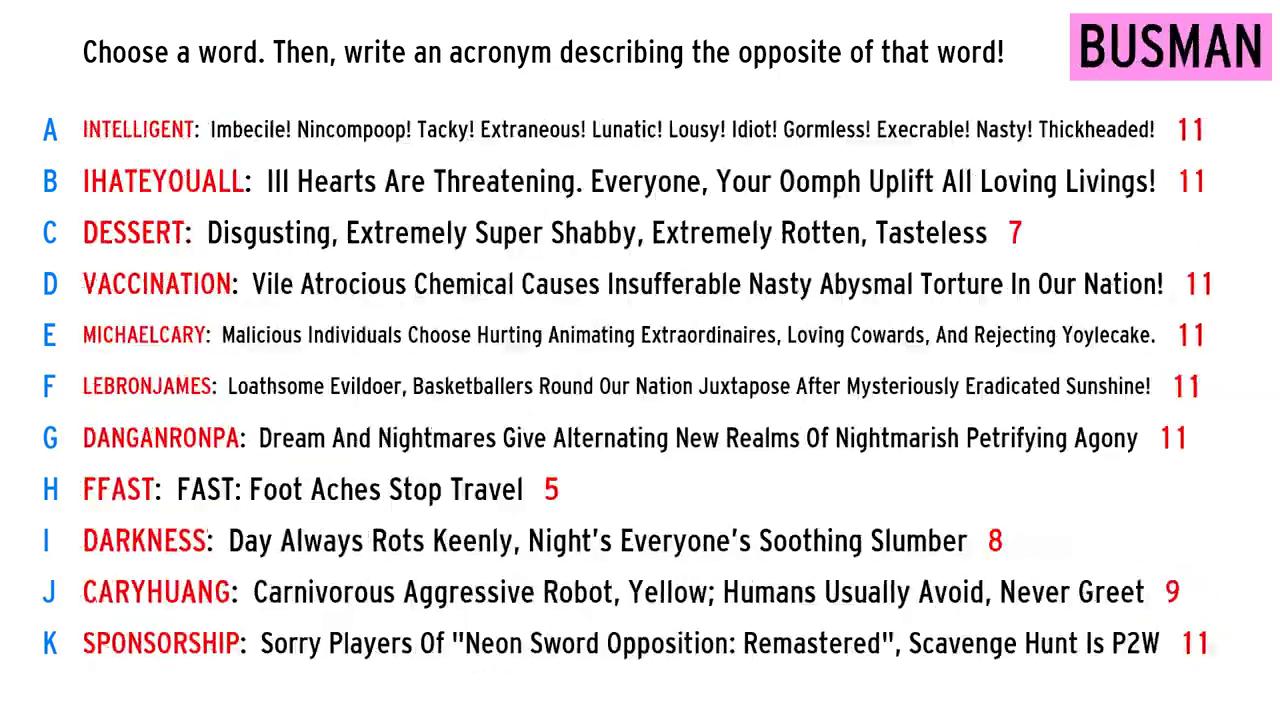 Choose a word. Then, write an acronym describing the opposite of that word!
BUSMAN
A INTELLIGENT: Imbecile! Nincompoop! Tacky! Extraneous! Lunatic! Lousy! Idiot! Gormless! Execrable! Nasty! Thickheaded! 11
B IHATEYOUALL: Ill Hearts Are Threatening. Everyone, Your Oomph Uplift All Loving Livings! 11
C DESSERT: Disgusting, Extremely Super Shabby, Extremely Rotten, Tasteless 7
D VACCINATION: Vile Atrocious Chemical Causes Insufferable Nasty Abysmal Torture In Our Nation! 11
E MICHAELCARY: Malicious Individuals Choose Hurting Animating Extraordinaires, Loving Cowards, And Rejecting Yoylecake. 11
F LEBRONJAMES: Loathsome Evildoer, Basketballers Round Our Nation Juxtapose After Mysteriously Eradicated Sunshine! 11
G DANGANRONPA: Dream And Nightmares Give Alternating New Realms Of Nightmarish Petrifying Agony 11
H FFAST: FAST: Foot Aches Stop Travel 5
I DARKNESS: Day Always Rots Keenly, Night's Everyone's Soothing Slumber 8
J CARYHUANG: Carnivorous Aggressive Robot, Yellow; Humans Usually Avoid, Never Greet 9
K SPONSORSHIP: Sorry Players Of "Neon Sword Opposition: Remastered", Scavenge Hunt Is P2W 11